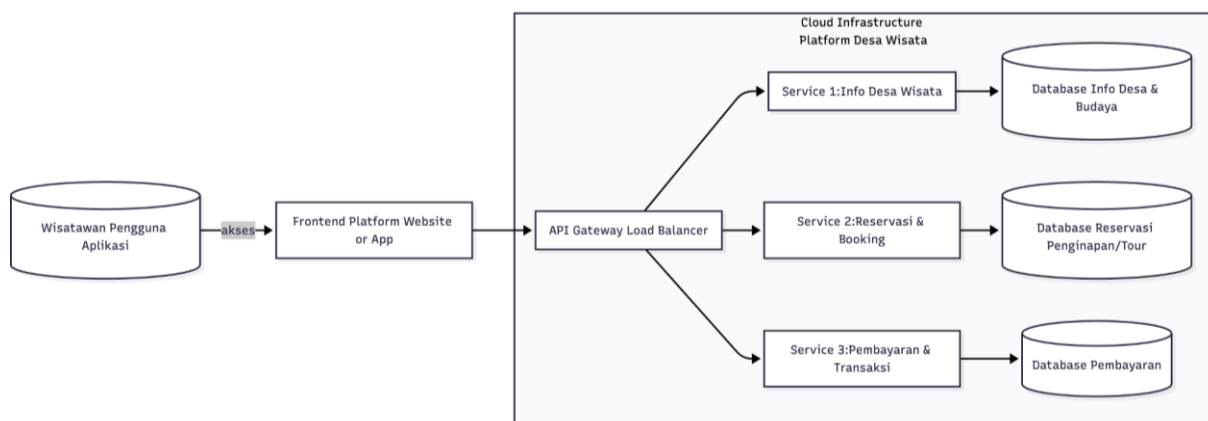 Cloud Infrastructure
Platform Desa Wisata
Wisatawan Pengguna
Aplikasi
akses
Frontend Platform Website
or App
API Gateway Load Balancer
Service 1:Info Desa Wisata
Database Info Desa &
Budaya
Service 2:Reservasi &
Booking
Database Reservasi
Penginapan/Tour
Service 3:Pembayaran &
Transaksi
Database Pembayaran